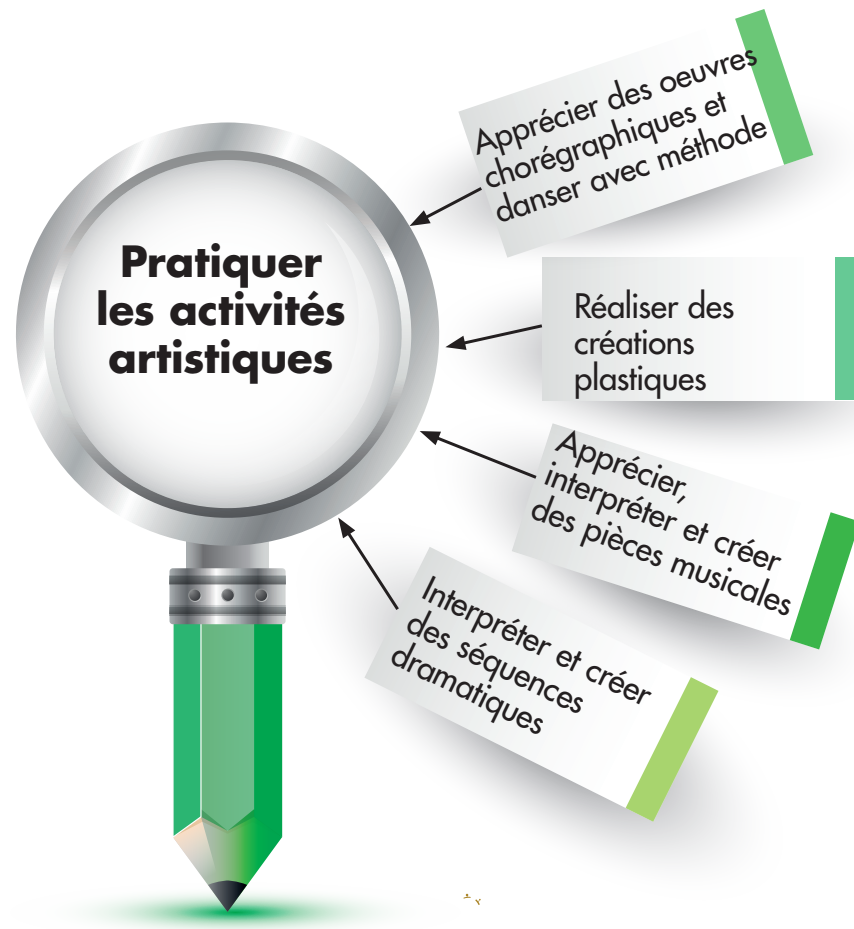 Pratiquer
les activités
artistiques
Apprécier des oeuvres
chorégraphiques et
danser avec méthode
Réaliser des
créations
plastiques
Apprécier,
interpréter et créer
des pièces musicales
Interpréter et créer
des séquences
dramatiques